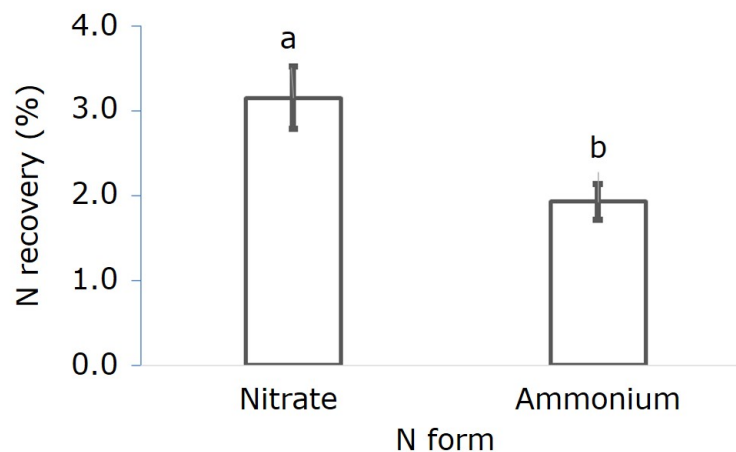 4.0
a
3.0
b
2.0
1.0
0.0
N recovery (%)
Nitrate
Ammonium
N form